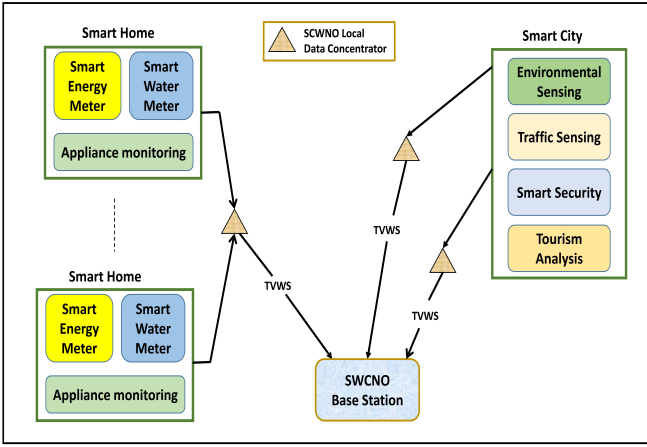 Smart Home
Smart
Energy
Meter
Smart
Water
Meter
Appliance monitoring
SCWNO Local
Data Concentrator
Smart City
Environmental
Sensing
Traffic Sensing
Smart Security
Tourism
Analysis
TVWS
TVWS
TVWS
Smart Home
Smart
Energy
Meter
Smart
Water
Meter
Appliance monitoring
SWCNO
Base Station